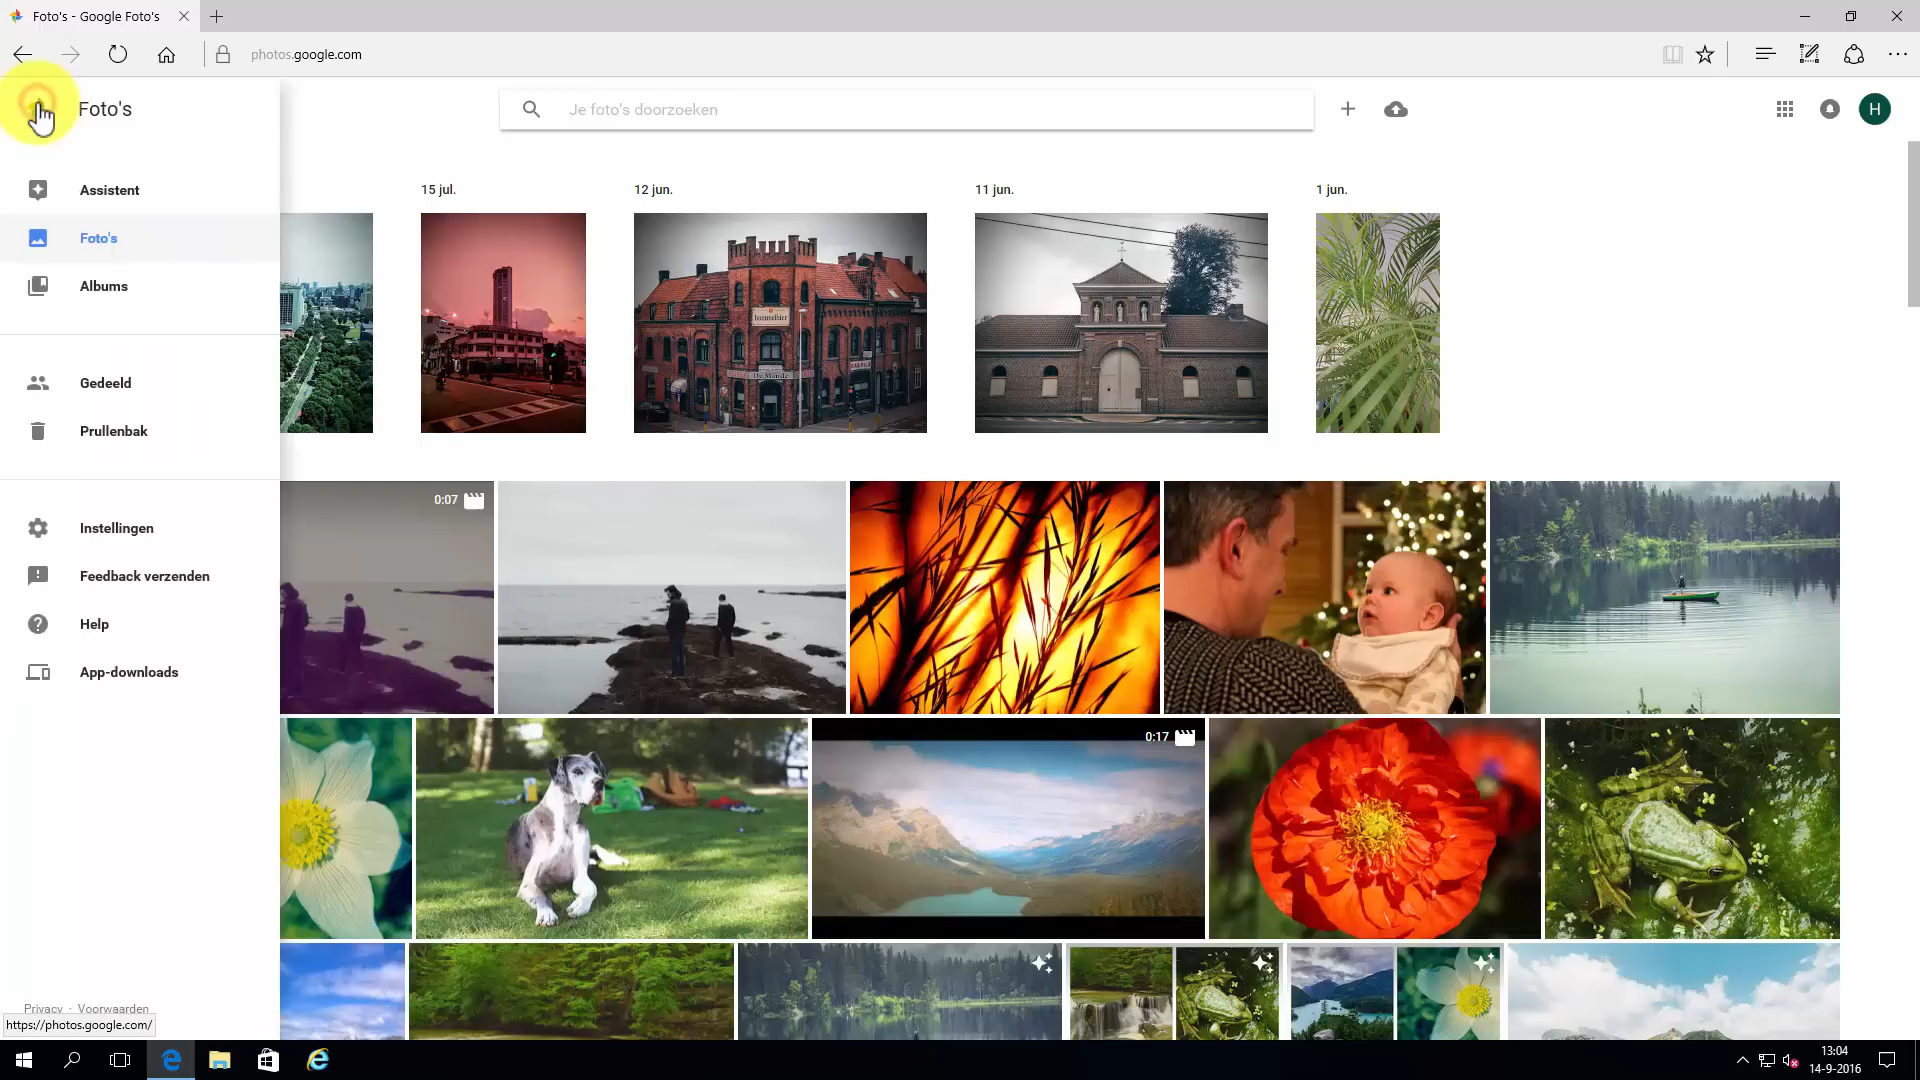 Foto's - Google Foto's
photos.google.com
Foto's
Je foto's doorzoeken
H
Assistent
Foto's
Albums
Gedeeld
Prullenbak
Instellingen
Feedback verzenden
Help
App-downloads
Privacy · Voorwaarden
https://photos.google.com/
15 jul.
12 jun.
11 jun.
1 jun.
hommelbier
0:07
0:17
13:04
14-9-2016